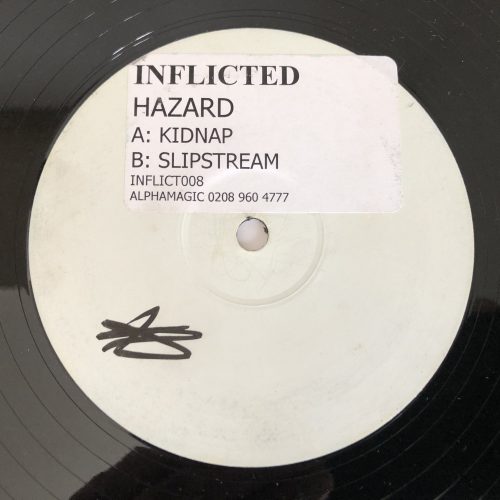 INFLICTED
HAZARD
A: KIDNAP
B: SLIPSTREAM
INFLICT008
ALPHAMAGIC 0208 960 4777